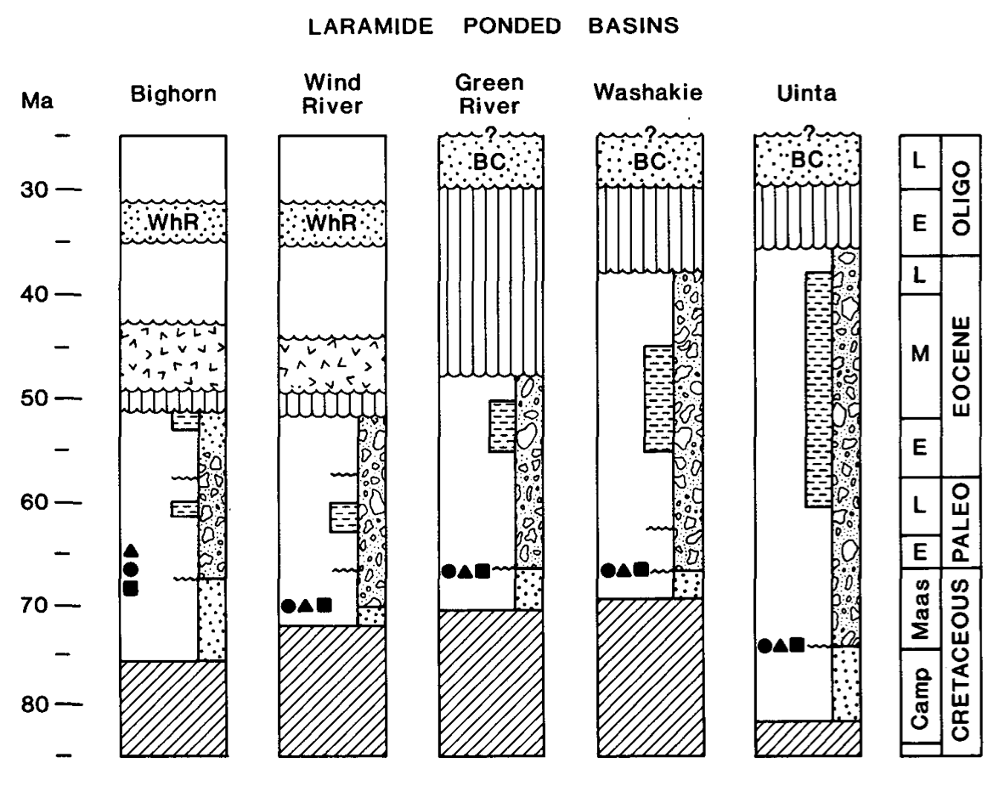 LARAMIDE PONDED BASINS
Ma
Bighorn
Wind
River
Green
River
Washakie
Uinta
30
40
50
60
70
80
WhR
WhR
?
BC
?
BC
?
BC
L
E
L
M
E
L
E
Maas
Camp
OLIGO
EOCENE
PALEO
CRETACEOUS